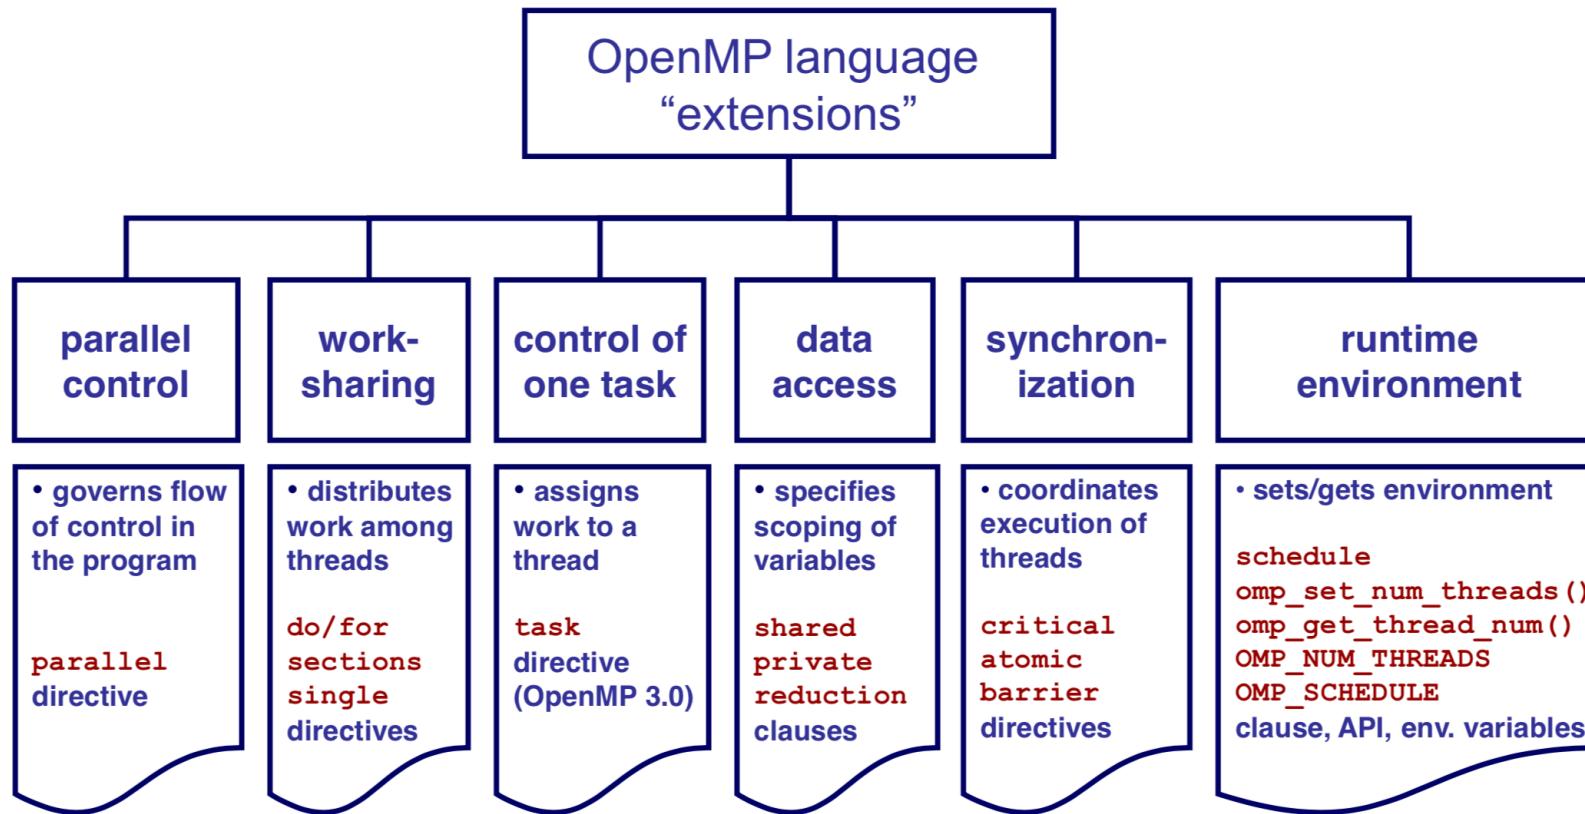 OpenMP language
“extensions”
parallel
control
work-
sharing
control of
one task
data
access
synchron-
ization
runtime
environment
• governs flow
of control in
the program
parallel
directive
• distributes
work among
threads
do/for
sections
single
directives
• assigns
work to a
thread
task
directive
(OpenMP 3.0)
• specifies
scoping of
variables
shared
private
reduction
clauses
• coordinates
execution of
threads
critical
atomic
barrier
directives
• sets/gets environment
schedule
omp_set_num_threads()
omp_get_thread_num()
OMP_NUM_THREADS
OMP_SCHEDULE
clause, API, env. variables